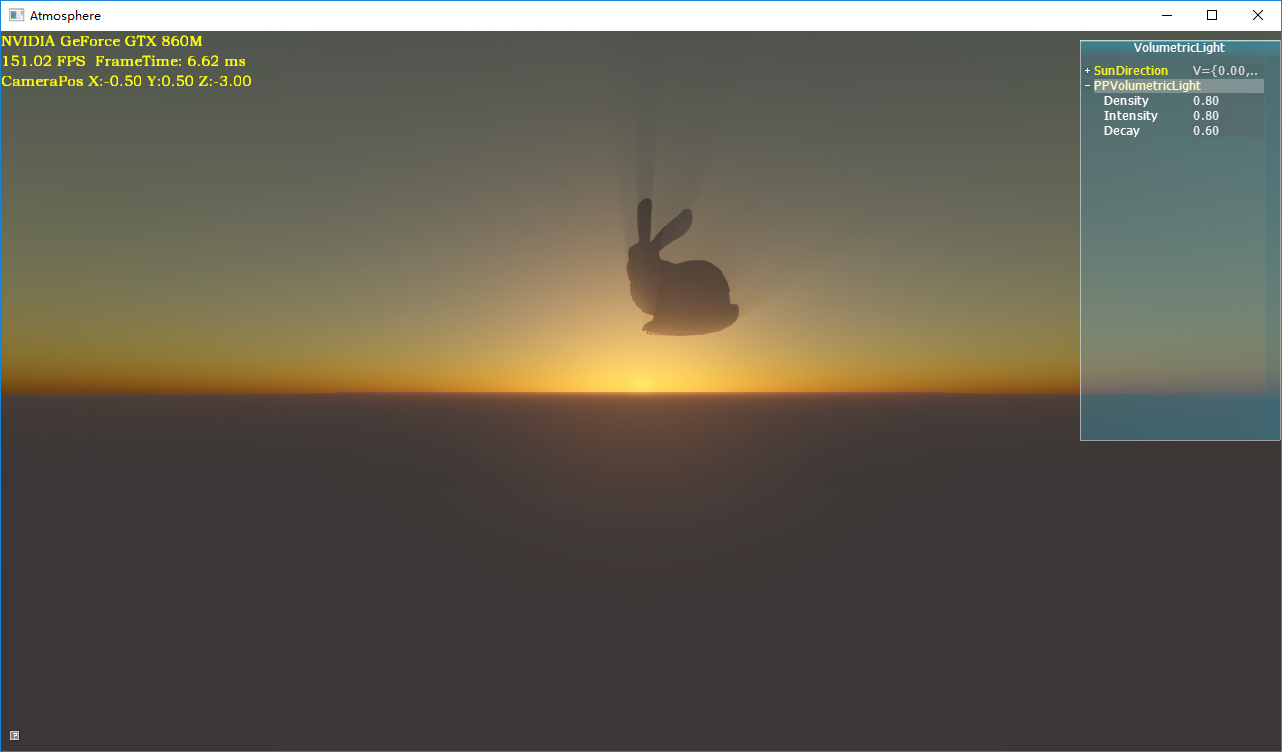 Atmosphere
NVIDIA GeForce GTX 860M
151.02 FPS FrameTime: 6.62 ms
CameraPos X:-0.50 Y:0.50 Z:-3.00
VolumetricLight
+ SunDirection V={0.00,..
− PPVolumetricLight
Density 0.80
Intensity 0.80
Decay 0.60
?